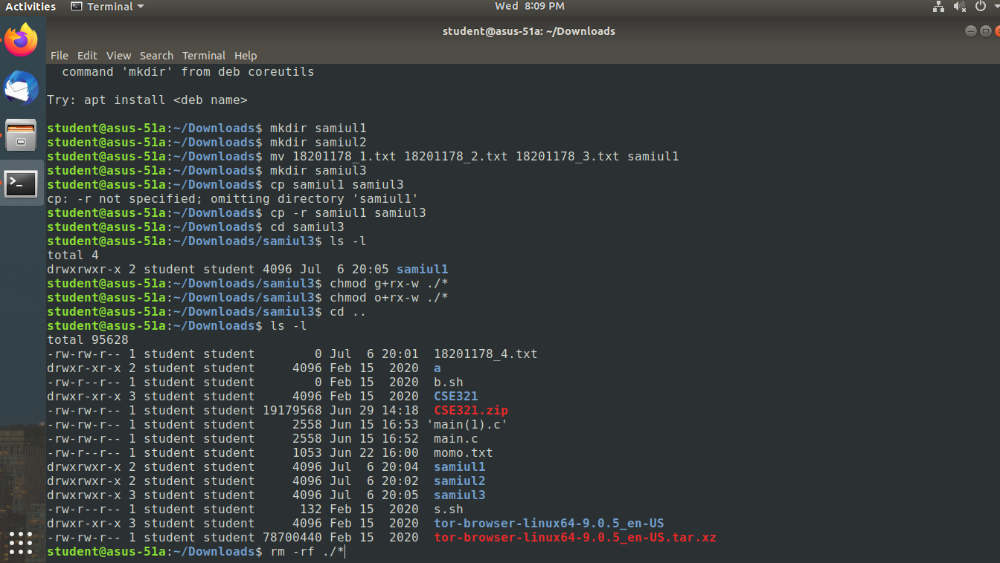 Activities Terminal Wed 8:09 PM
student@asus-51a: ~/Downloads
File Edit View Search Terminal Help
  command 'mkdir' from deb coreutils

Try: apt install <deb name>

student@asus-51a:~/Downloads$ mkdir samiul1
student@asus-51a:~/Downloads$ mkdir samiul2
student@asus-51a:~/Downloads$ mv 18201178_1.txt 18201178_2.txt 18201178_3.txt samiul1
student@asus-51a:~/Downloads$ mkdir samiul3
student@asus-51a:~/Downloads$ cp samiul1 samiul3
cp: -r not specified; omitting directory 'samiul1'
student@asus-51a:~/Downloads$ cp -r samiul1 samiul3
student@asus-51a:~/Downloads$ cd samiul3
student@asus-51a:~/Downloads/samiul3$ ls -l
total 4
drwxrwxr-x 2 student student 4096 Jul  6 20:05 samiul1
student@asus-51a:~/Downloads/samiul3$ chmod g+rx-w ./*
student@asus-51a:~/Downloads/samiul3$ chmod o+rx-w ./*
student@asus-51a:~/Downloads/samiul3$ cd ..
student@asus-51a:~/Downloads$ ls -l
total 95628
-rw-rw-r-- 1 student student        0 Jul  6 20:01  18201178_4.txt
drwxr-xr-x 2 student student     4096 Feb 15  2020  a
-rw-r--r-- 1 student student        0 Feb 15  2020  b.sh
drwxr-xr-x 3 student student     4096 Feb 15  2020  CSE321
-rw-rw-r-- 1 student student 19179568 Jun 29 14:18  CSE321.zip
-rw-rw-r-- 1 student student     2558 Jun 15 16:53 'main(1).c'
-rw-rw-r-- 1 student student     2558 Jun 15 16:52  main.c
-rw-r--r-- 1 student student     1053 Jun 22 16:00  momo.txt
drwxrwxr-x 2 student student     4096 Jul  6 20:04  samiul1
drwxrwxr-x 2 student student     4096 Jul  6 20:02  samiul2
drwxrwxr-x 3 student student     4096 Jul  6 20:05  samiul3
-rw-r--r-- 1 student student      132 Feb 15  2020  s.sh
drwxr-xr-x 3 student student     4096 Feb 15  2020  tor-browser-linux64-9.0.5_en-US
-rw-rw-r-- 1 student student 78700440 Feb 15  2020  tor-browser-linux64-9.0.5_en-US.tar.xz
student@asus-51a:~/Downloads$ rm -rf ./*